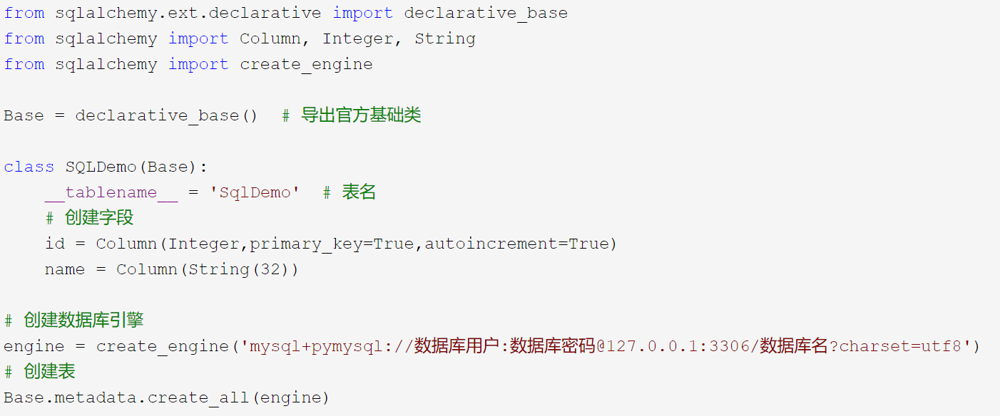 from sqlalchemy.ext.declarative import declarative_base
from sqlalchemy import Column, Integer, String
from sqlalchemy import create_engine
Base = declarative_base()  # 导出官方基础类
class SQLDemo(Base):
    __tablename__ = 'SqlDemo'  # 表名
    # 创建字段
    id = Column(Integer,primary_key=True,autoincrement=True)
    name = Column(String(32))
# 创建数据库引擎
engine = create_engine('mysql+pymysql://数据库用户:数据库密码@127.0.0.1:3306/数据库名?charset=utf8')
# 创建表
Base.metadata.create_all(engine)